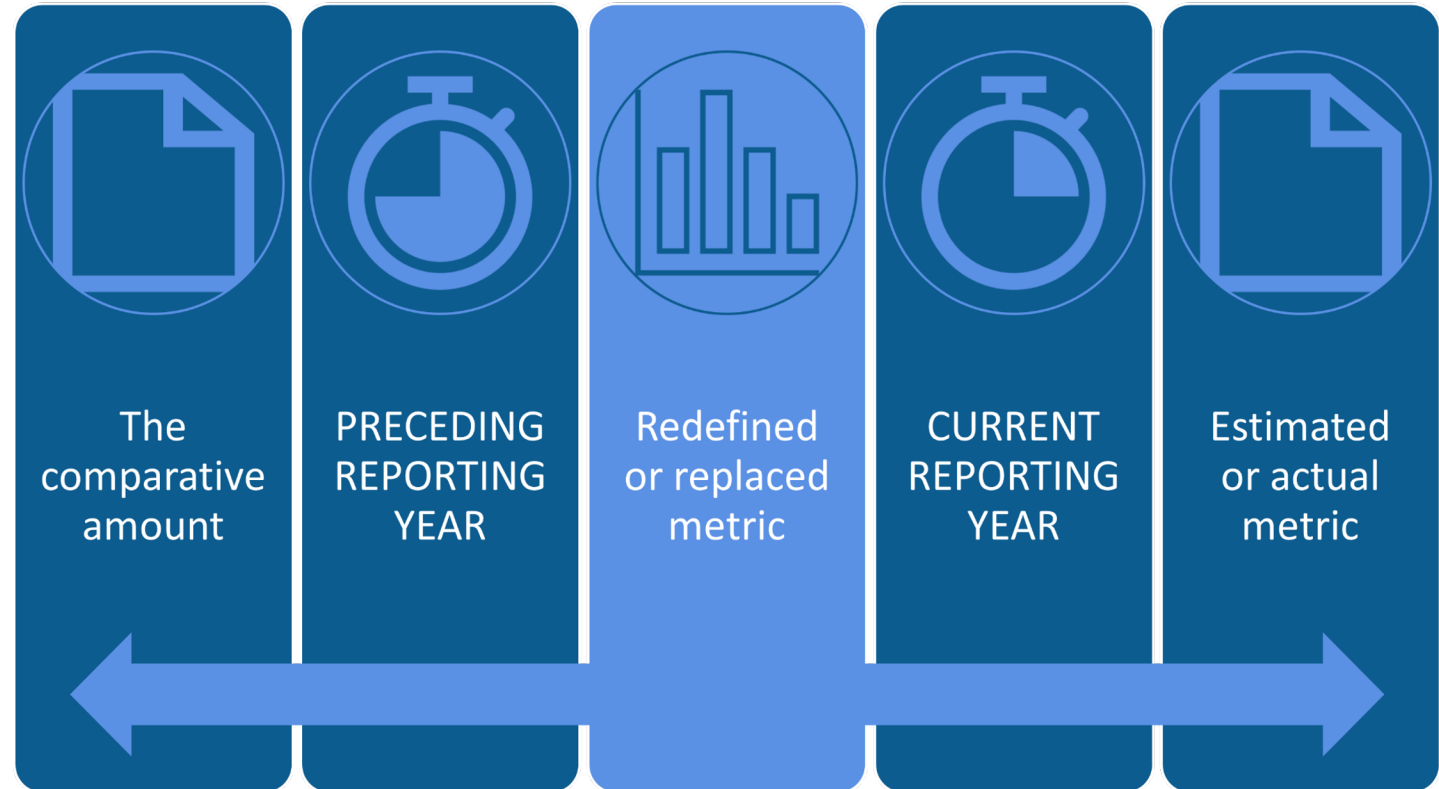 The
comparative
amount
PRECEDING
REPORTING
YEAR
Redefined
or replaced
metric
CURRENT
REPORTING
YEAR
Estimated
or actual
metric